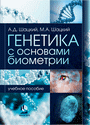 А.Д. Шацкий, М.А. Шацкий
ГЕНЕТИКА
С ОСНОВАМИ
БИОМЕТРИИ
учебное пособие